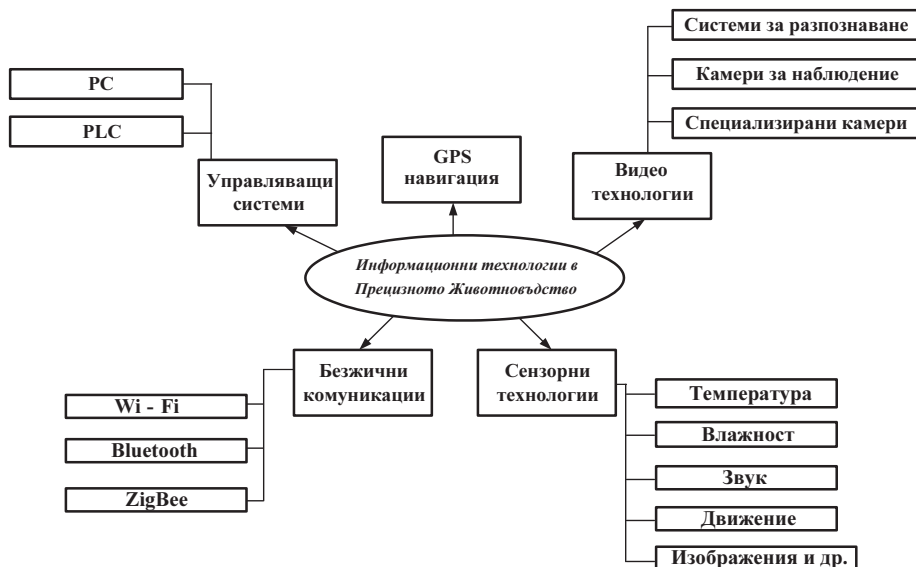 Системи за разпознаване
Камери за наблюдение
Специализирани камери
PC
PLC
Управляващи
системи
GPS
навигация
Видео
технологии
Информационни технологии в
Прецизното Животновъдство
Безжични
комуникации
Сензорни
технологии
Wi - Fi
Bluetooth
ZigBee
Температура
Влажност
Звук
Движение
Изображения и др.